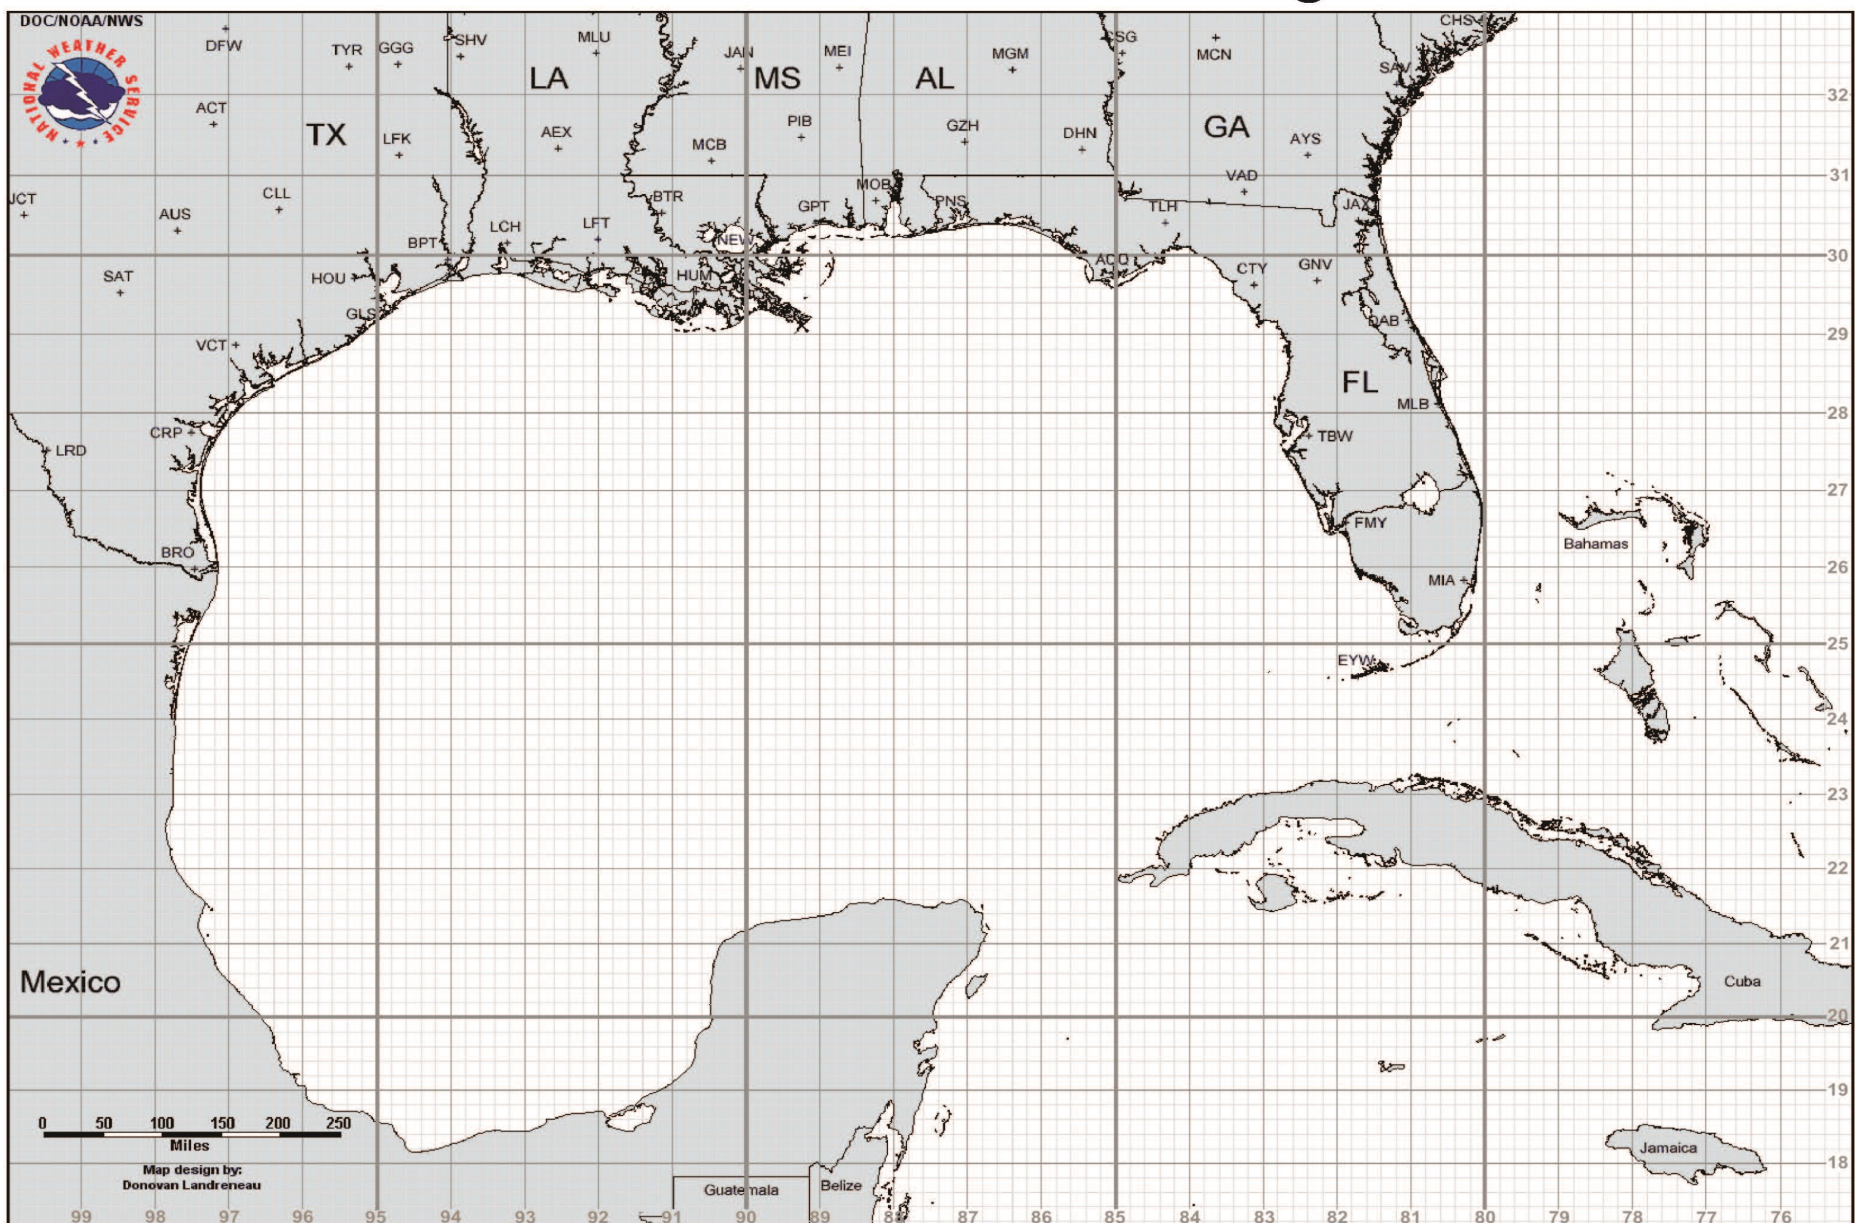 DOC/NOAA/NWS
NATIONAL WEATHER SERVICE
DFW
TYR
GGG
SHV
MLU
JAN
MEI
MGM
CSG
MCN
CHS
SAV
LA
MS
AL
GA
TX
ACT
LFK
AEX
MCB
PIB
GZH
DHN
AYS
32
VAD
31
JCT
AUS
CLL
BTR
GPT
MOB
PNS
TLH
JAX
BPT
LCH
LFT
NEW
30
SAT
HOU
HUM
AQQ
CTY
GNV
GLS
DAB
VCT
29
FL
MLB
28
CRP
LRD
TBW
27
FMY
BRO
Bahamas
26
MIA
25
EYW
24
23
22
21
Mexico
Cuba
20
19
0 50 100 150 200 250
Miles
Map design by:
Donovan Landreneau
Jamaica
18
Guatemala
Belize
99 98 97 96 95 94 93 92 91 90 89 88 87 86 85 84 83 82 81 80 79 78 77 76